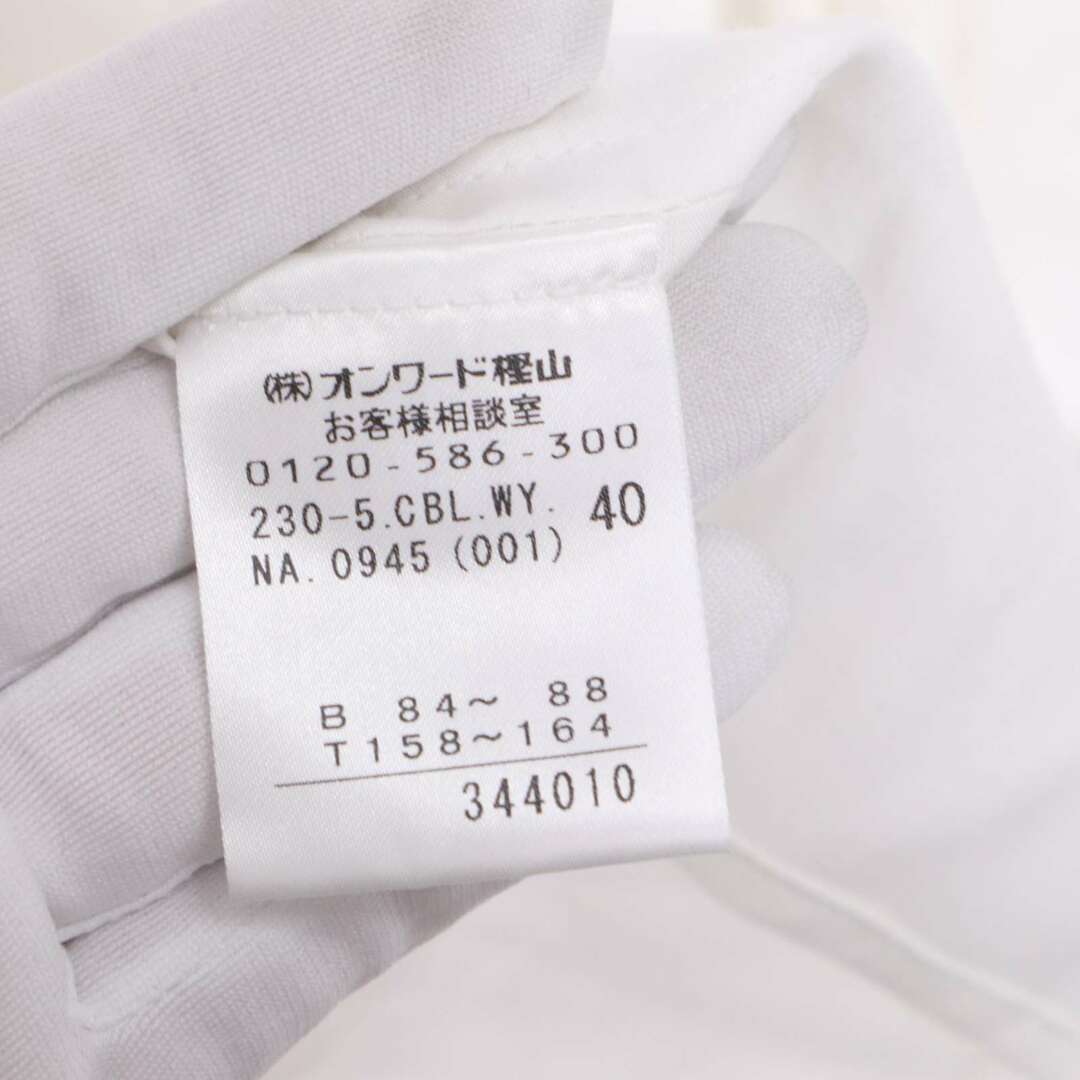 (株)オンワード樫山
お客様相談室
0120-586-300
230-5.CBL.WY. 40
NA.0945(001)
B 84～ 88
T158～164
344010